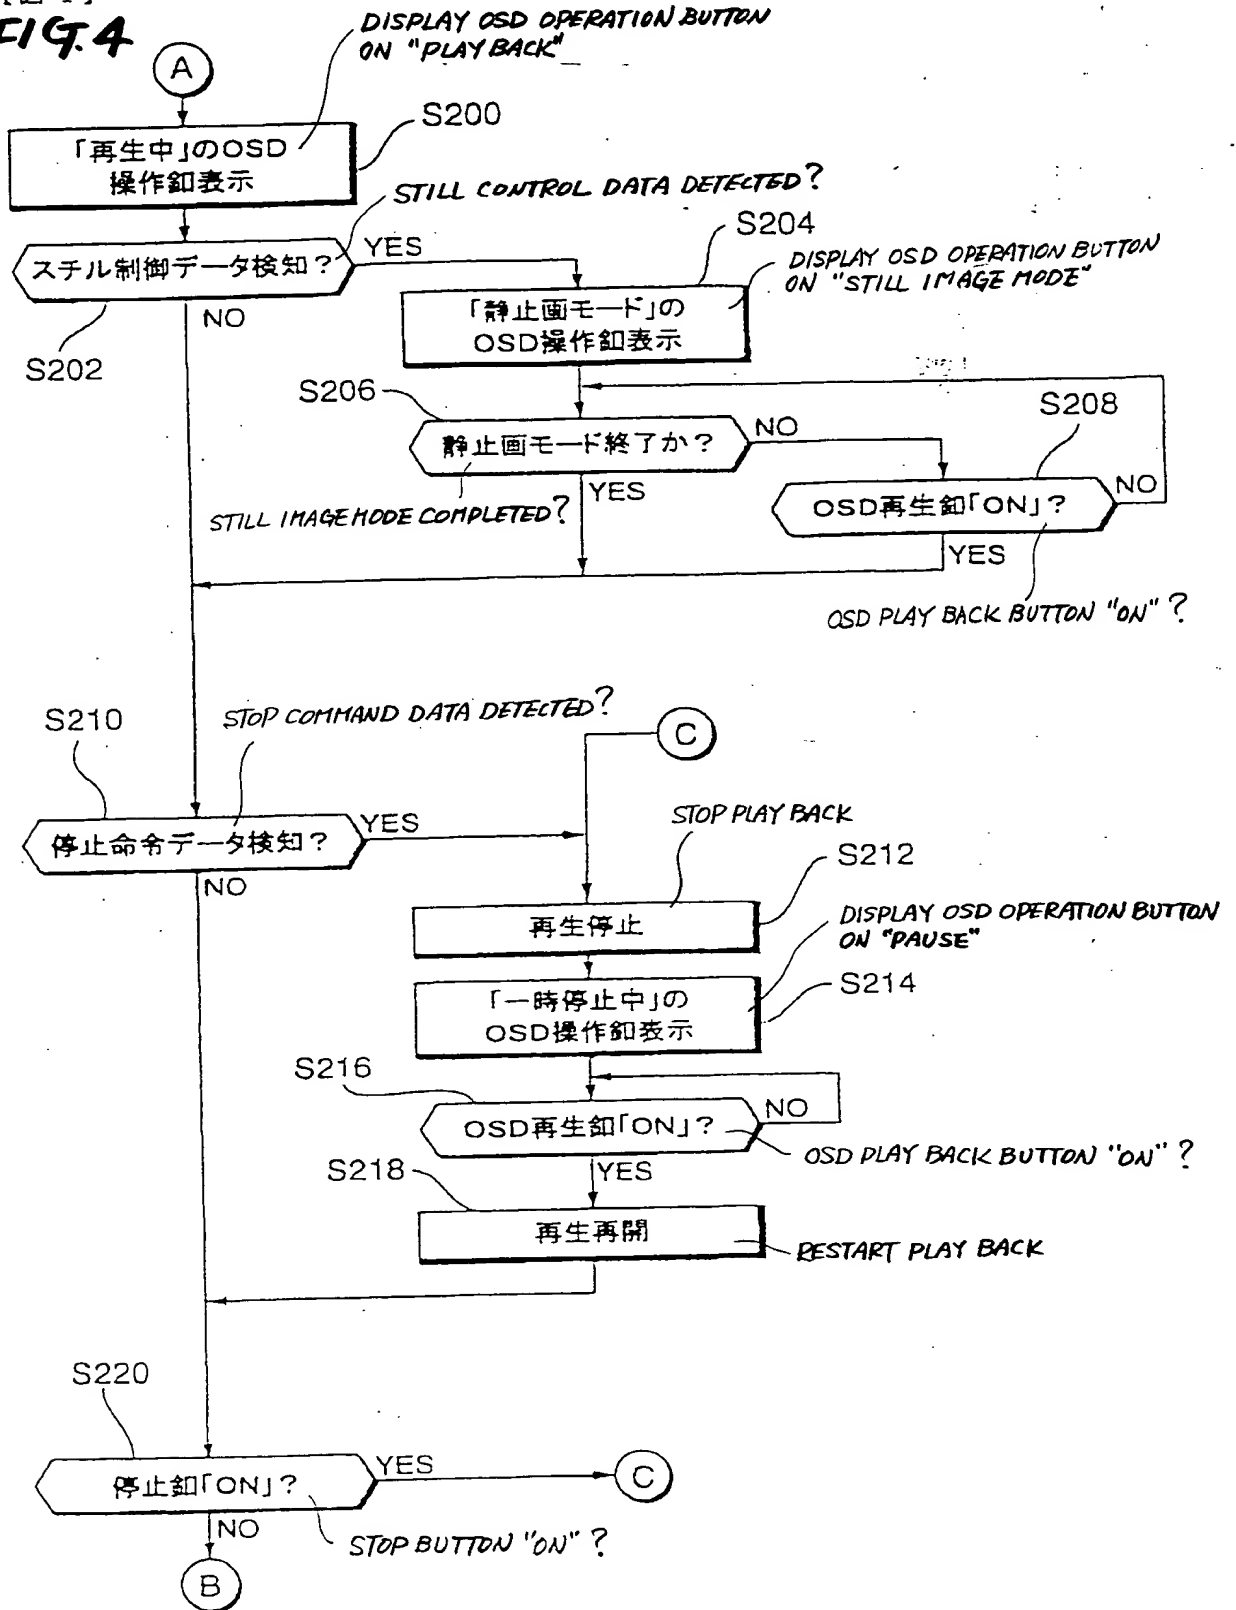 FIG.4
DISPLAY OSD OPERATION BUTTON
ON "PLAY BACK"
A
S200
「再生中」のOSD
操作釦表示
STILL CONTROL DATA DETECTED?
スチル制御データ検知?
YES
NO
S202
S204
DISPLAY OSD OPERATION BUTTON
ON "STILL IMAGE MODE"
「静止画モード」の
OSD操作釦表示
S206
静止画モード終了か?
NO
YES
STILL IMAGE MODE COMPLETED?
S208
OSD再生釦「ON」?
NO
YES
OSD PLAY BACK BUTTON "ON"?
S210
STOP COMMAND DATA DETECTED?
C
停止命令データ検知?
YES
NO
STOP PLAY BACK
S212
再生停止
DISPLAY OSD OPERATION BUTTON
ON "PAUSE"
S214
「一時停止中」の
OSD操作釦表示
S216
OSD再生釦「ON」?
NO
YES
OSD PLAY BACK BUTTON "ON"?
S218
再生再開
RESTART PLAY BACK
S220
停止釦「ON」?
YES
C
NO
STOP BUTTON "ON"?
B